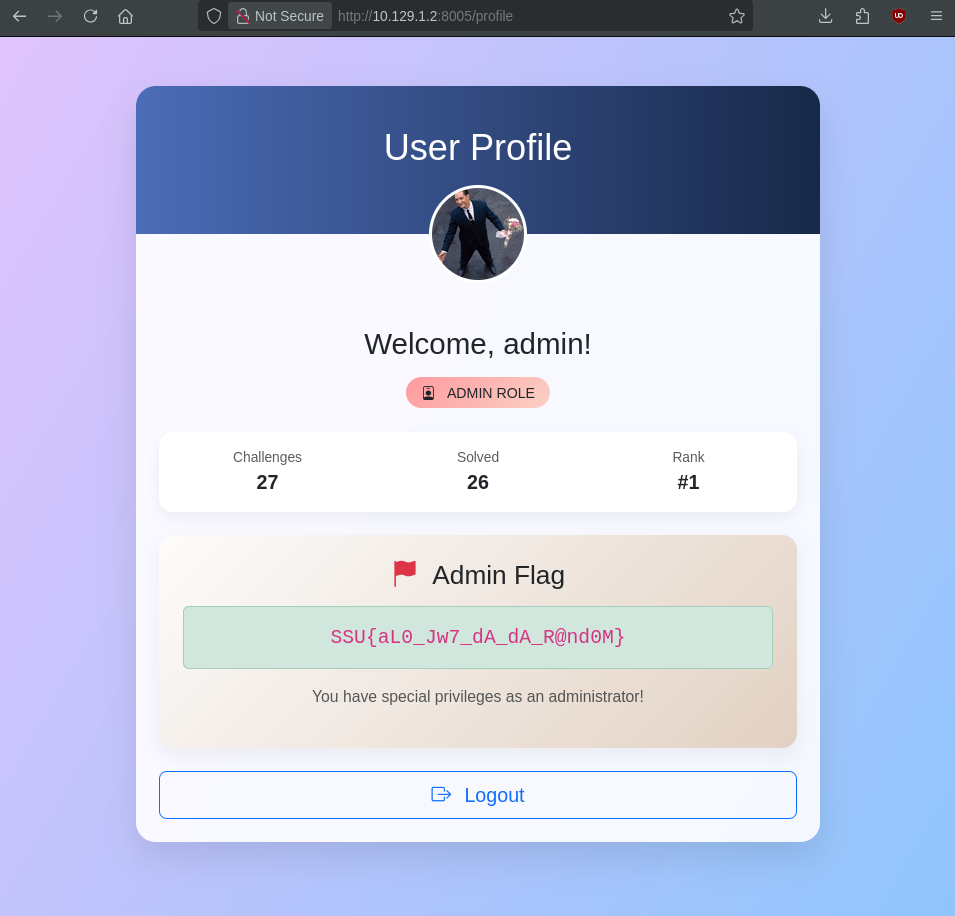 Not Secure http://10.129.1.2:8005/profile
User Profile
Welcome, admin!
ADMIN ROLE
Challenges Solved Rank
27 26 #1
Admin Flag
SSU{aL0_Jw7_dA_dA_R@nd0M}
You have special privileges as an administrator!
Logout